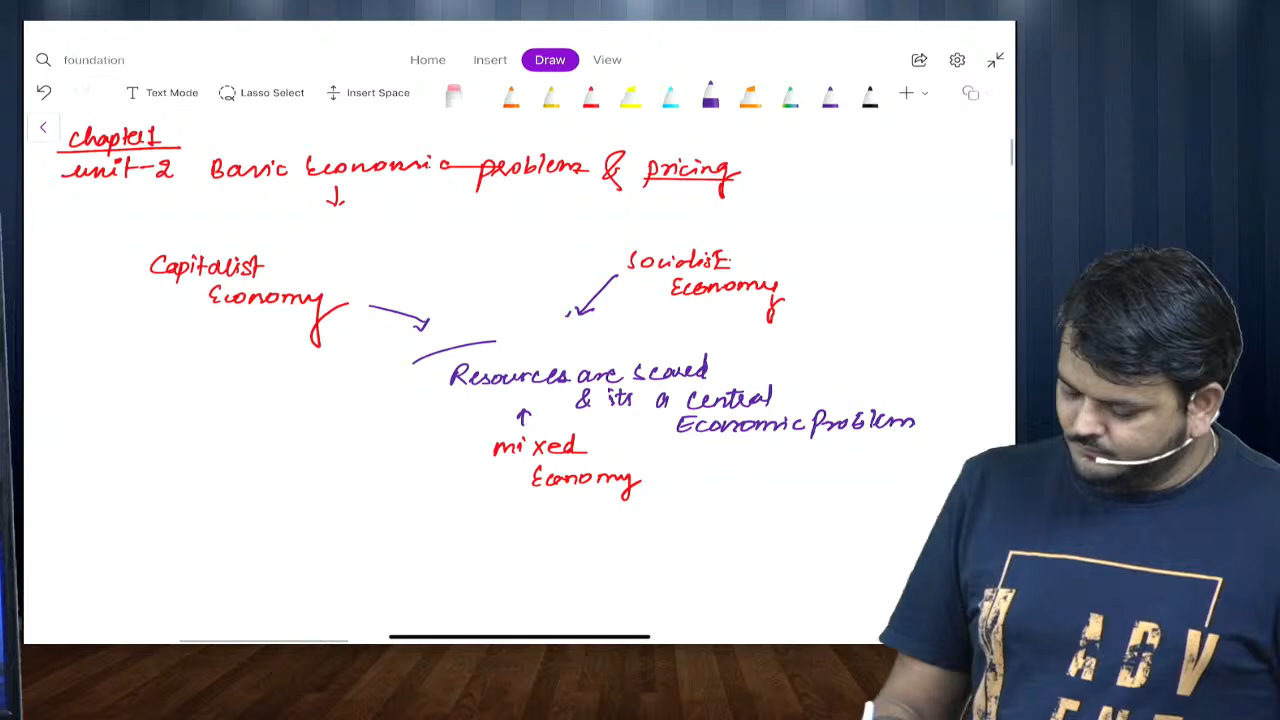 foundation
Home Insert Draw View
Text Mode Lasso Select Insert Space
Chapter 1
unit-2 Basic Economic problems & pricing
Capitalist
Economy
Socialist
Economy
Resources are
& its a central
Economic Problem
mixed
Economy
ADV